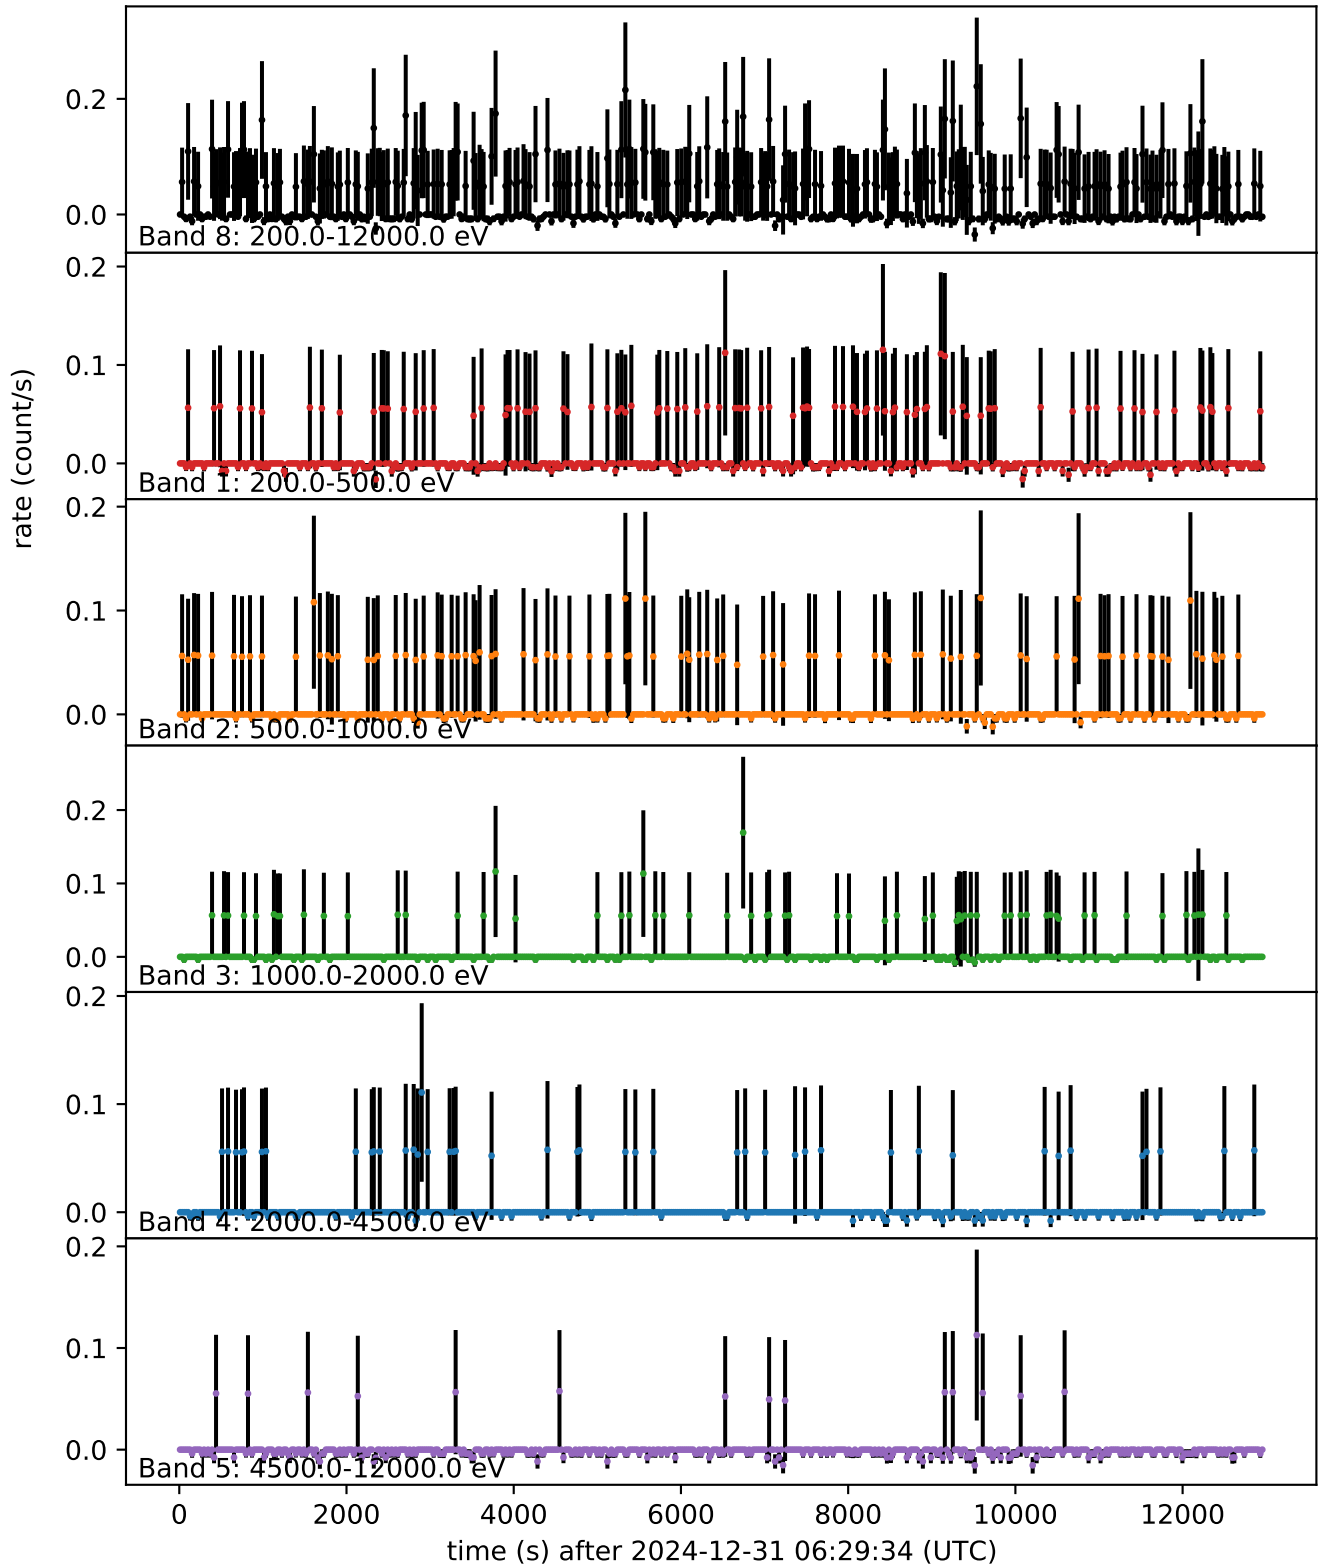 0.2
0.0
Band 8: 200.0-12000.0 eV
0.2
0.1
0.0
Band 1: 200.0-500.0 eV
rate (count/s)
0.2
0.1
0.0
Band 2: 500.0-1000.0 eV
0.2
0.1
0.0
Band 3: 1000.0-2000.0 eV
0.2
0.1
0.0
Band 4: 2000.0-4500.0 eV
0.2
0.1
0.0
Band 5: 4500.0-12000.0 eV
0 2000 4000 6000 8000 10000 12000
time (s) after 2024-12-31 06:29:34 (UTC)